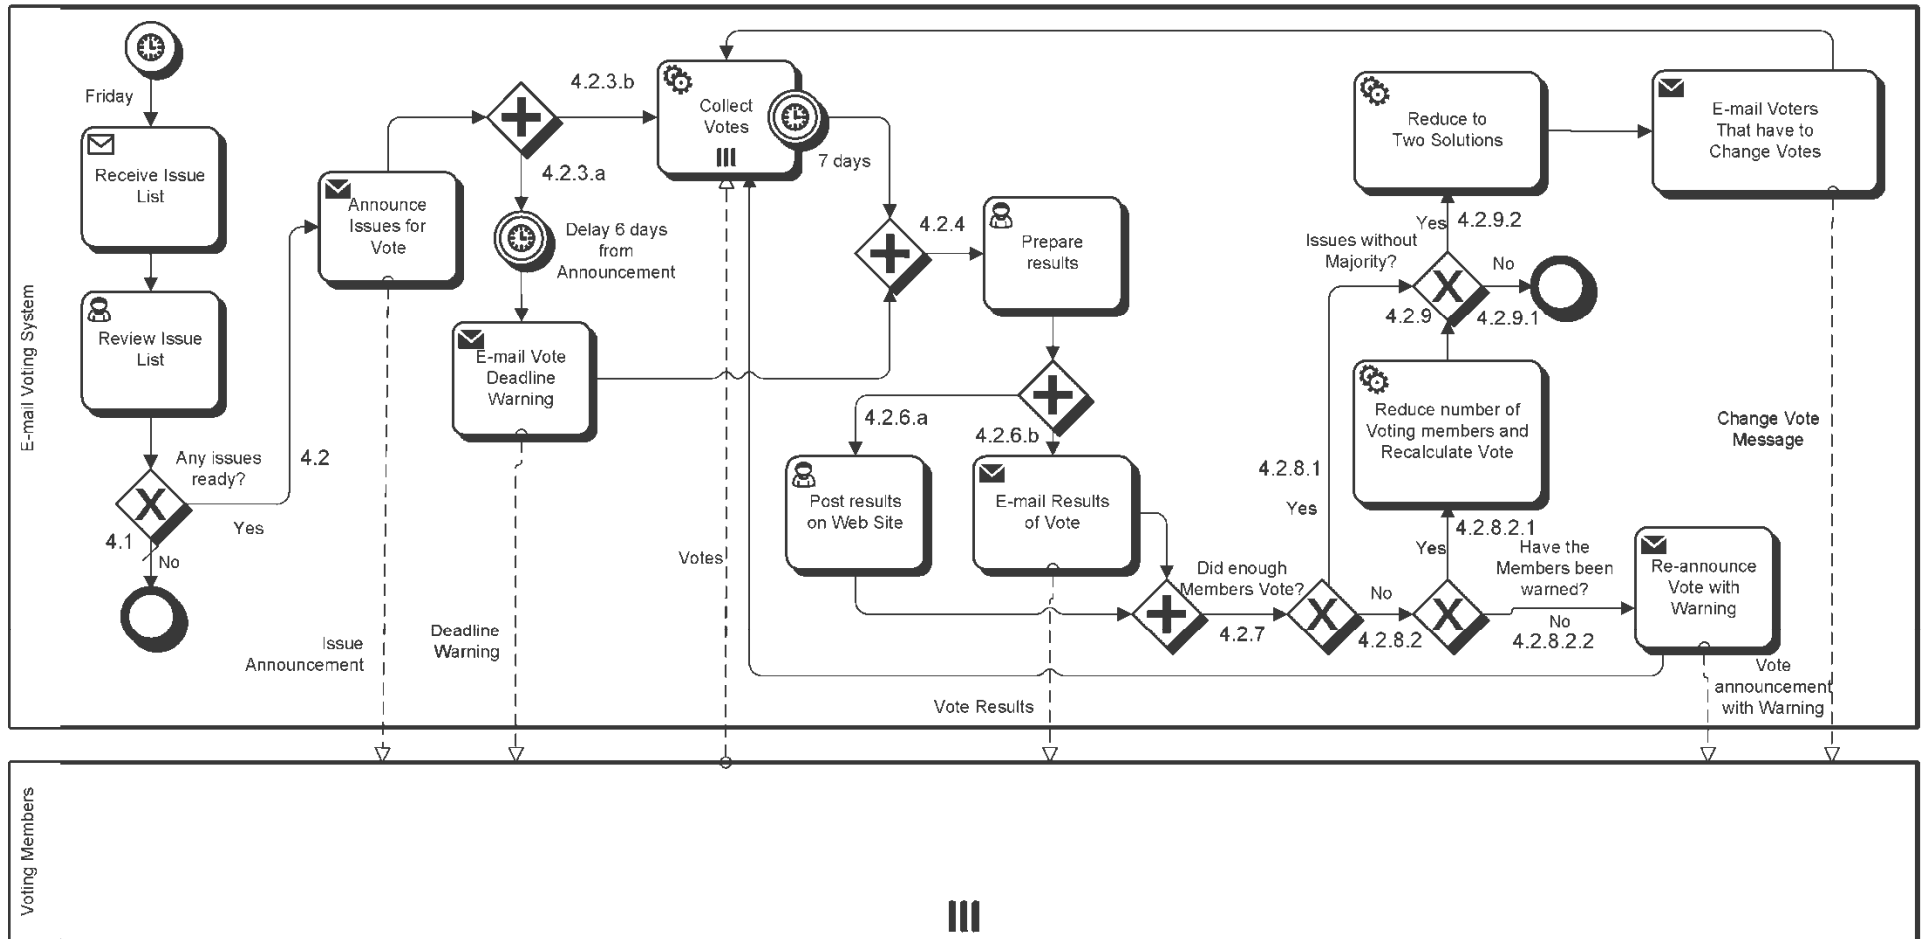 E-mail Voting System
Friday
Receive Issue
List
Review Issue
List
Any issues
ready?
4.1
No
Yes
4.2
Announce
Issues for
Vote
Issue
Announcement
4.2.3.b
4.2.3.a
Delay 6 days
from
Announcement
E-mail Vote
Deadline
Warning
Deadline
Warning
Collect
Votes
7 days
Votes
4.2.4
Prepare
results
4.2.6.a
4.2.6.b
Post results
on Web Site
E-mail Results
of Vote
Vote Results
Did enough
Members Vote?
4.2.7
4.2.8.1
Yes
No
4.2.8.2
Yes
4.2.8.2.1
Have the
Members been
warned?
No
4.2.8.2.2
Re-announce
Vote with
Warning
Vote
announcement
with Warning
Reduce number of
Voting members and
Recalculate Vote
Issues without
Majority?
4.2.9
Yes
4.2.9.2
No
4.2.9.1
Reduce to
Two Solutions
E-mail Voters
That have to
Change Votes
Change Vote
Message
Voting Members